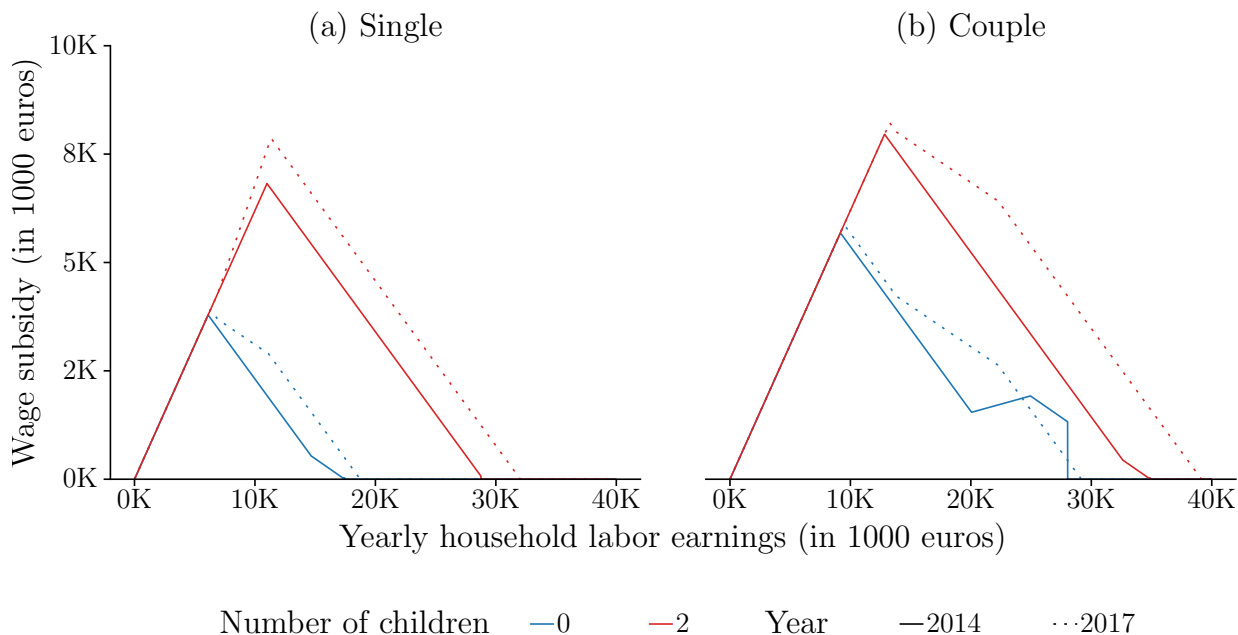 (a) Single
(b) Couple
10K
8K
5K
2K
0K
Wage subsidy (in 1000 euros)
0K 10K 20K 30K 40K
0K 10K 20K 30K 40K
Yearly household labor earnings (in 1000 euros)
Number of children 0 2 Year 2014 2017